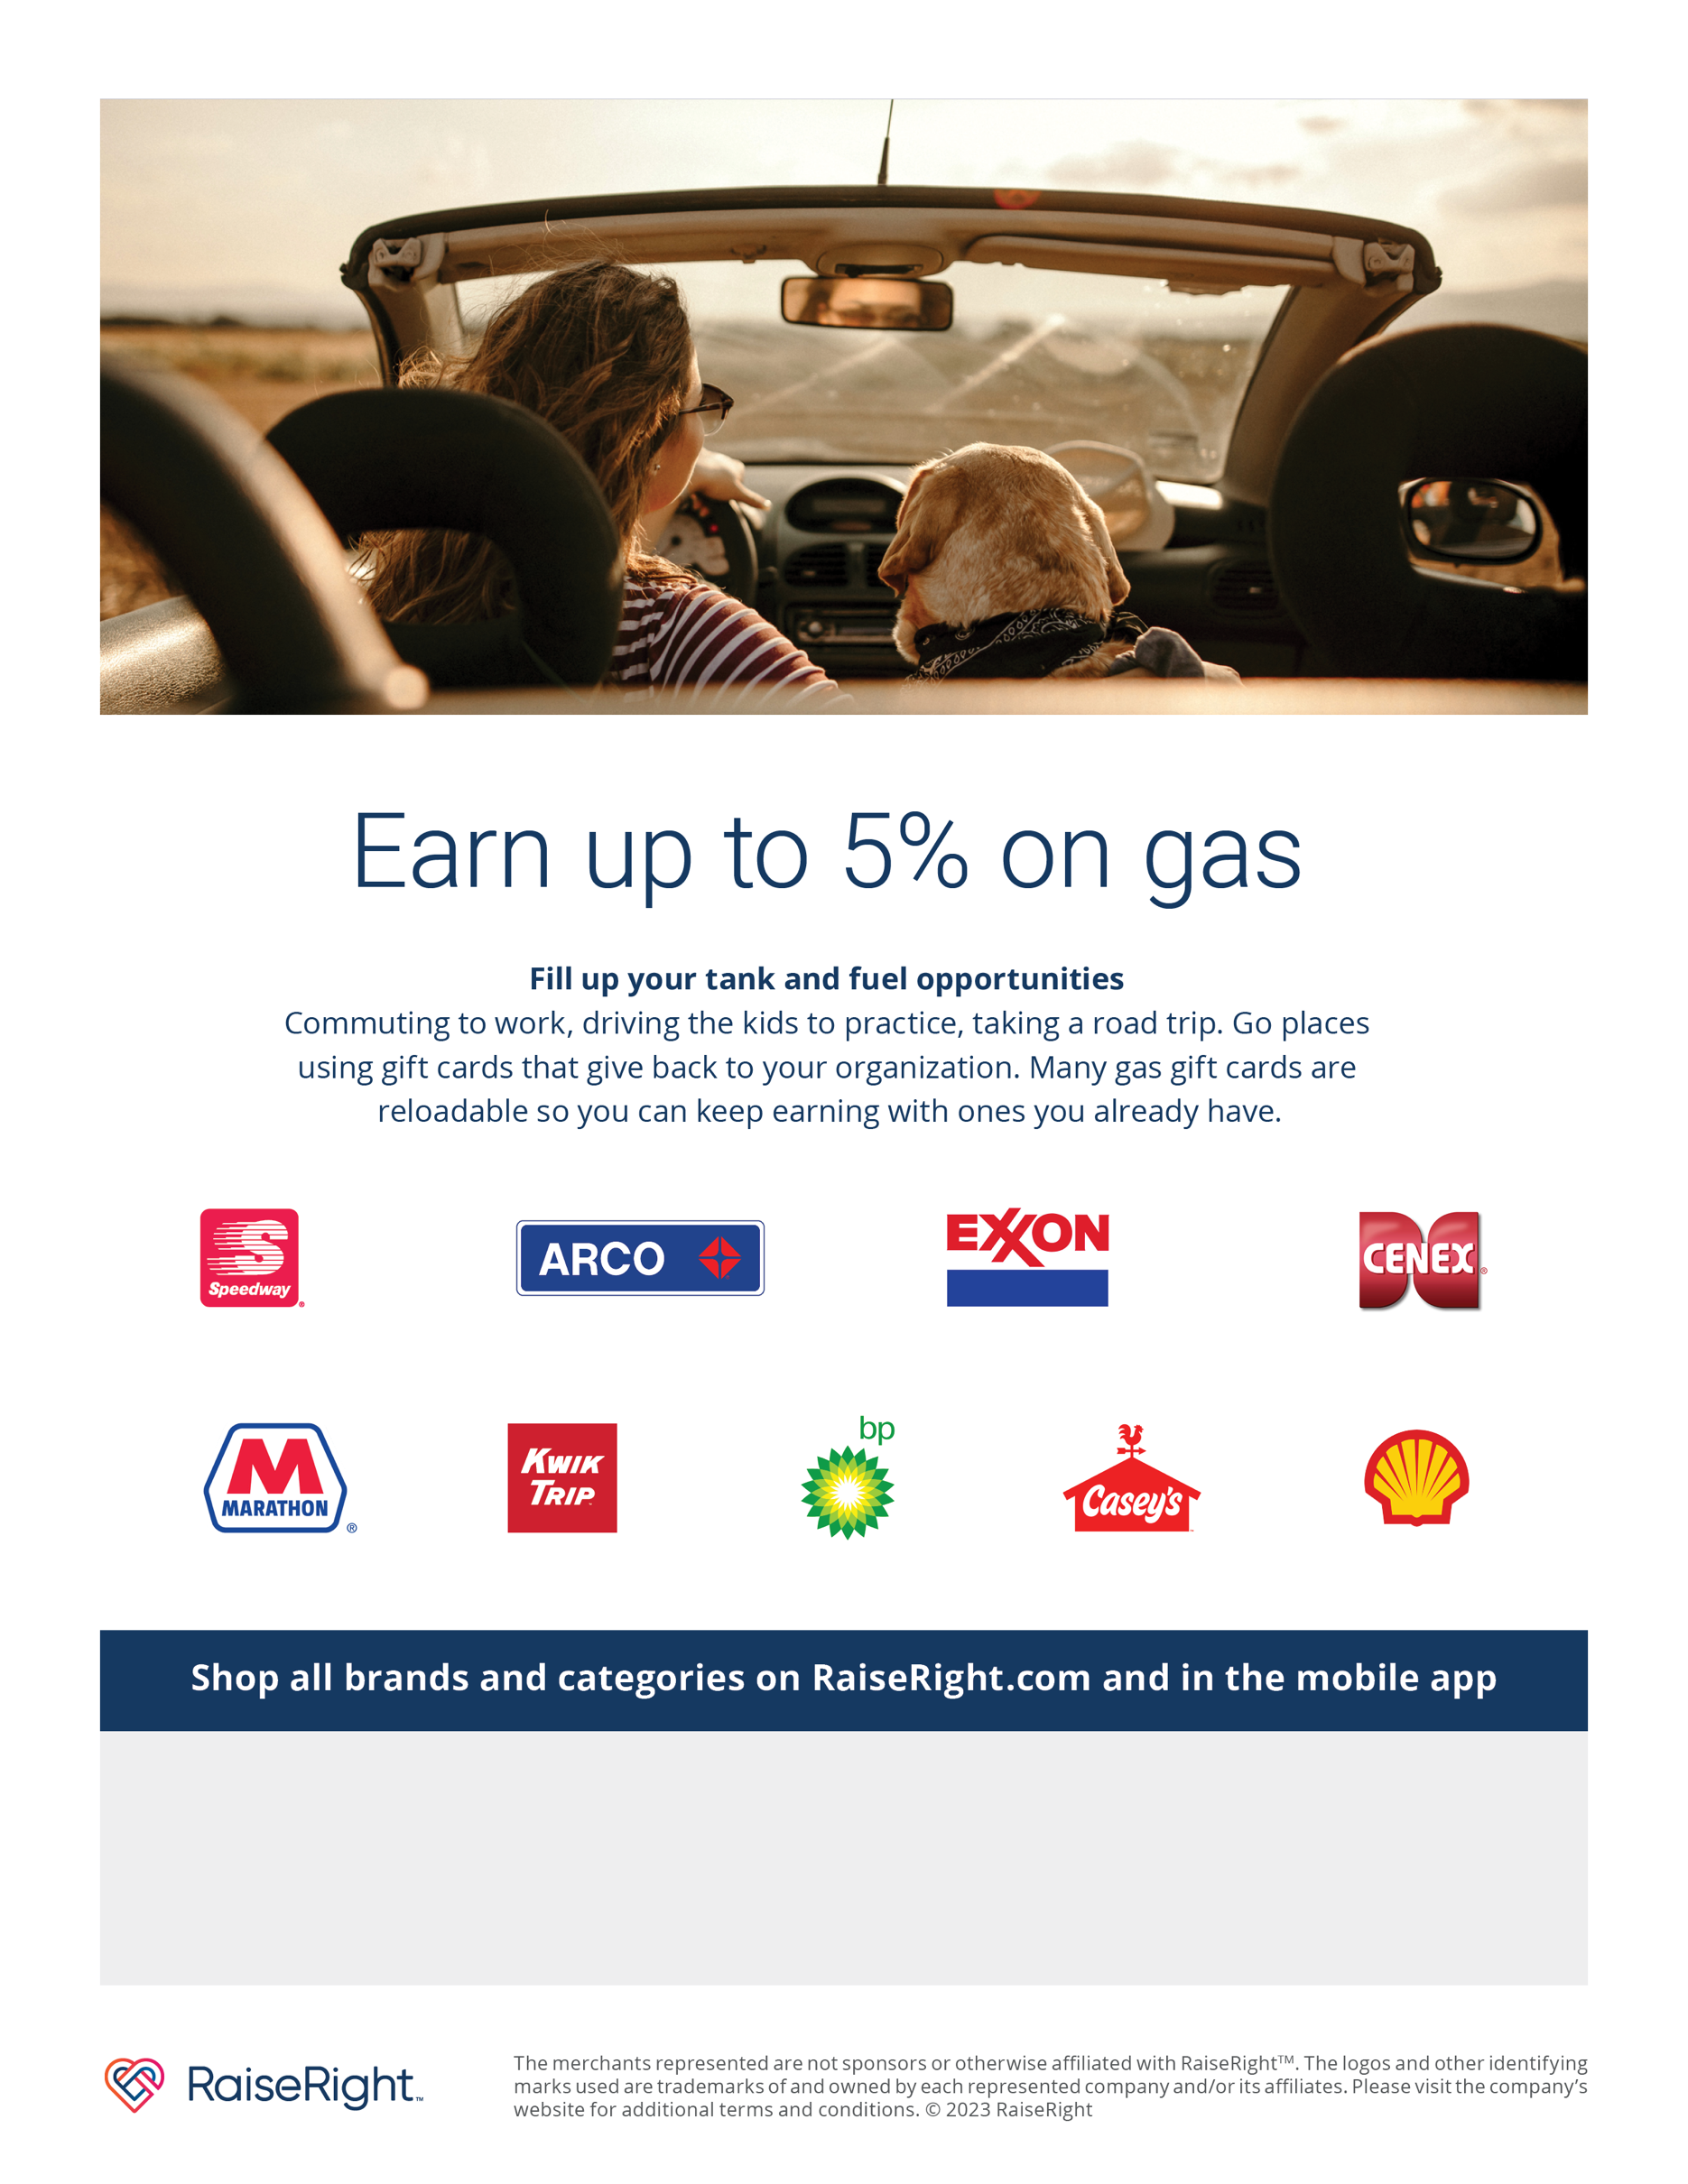 Earn up to 5% on gas
Fill up your tank and fuel opportunities
Commuting to work, driving the kids to practice, taking a road trip. Go places
using gift cards that give back to your organization. Many gas gift cards are
reloadable so you can keep earning with ones you already have.
S
Speedway ®
ARCO
EXXON
CENEX ®
M
MARATHON ®
KWIK
TRIP
bp
Casey's
Shop all brands and categories on RaiseRight.com and in the mobile app
RaiseRight™
The merchants represented are not sponsors or otherwise affiliated with RaiseRight™. The logos and other identifying
marks used are trademarks of and owned by each represented company and/or its affiliates. Please visit the company’s
website for additional terms and conditions. © 2023 RaiseRight